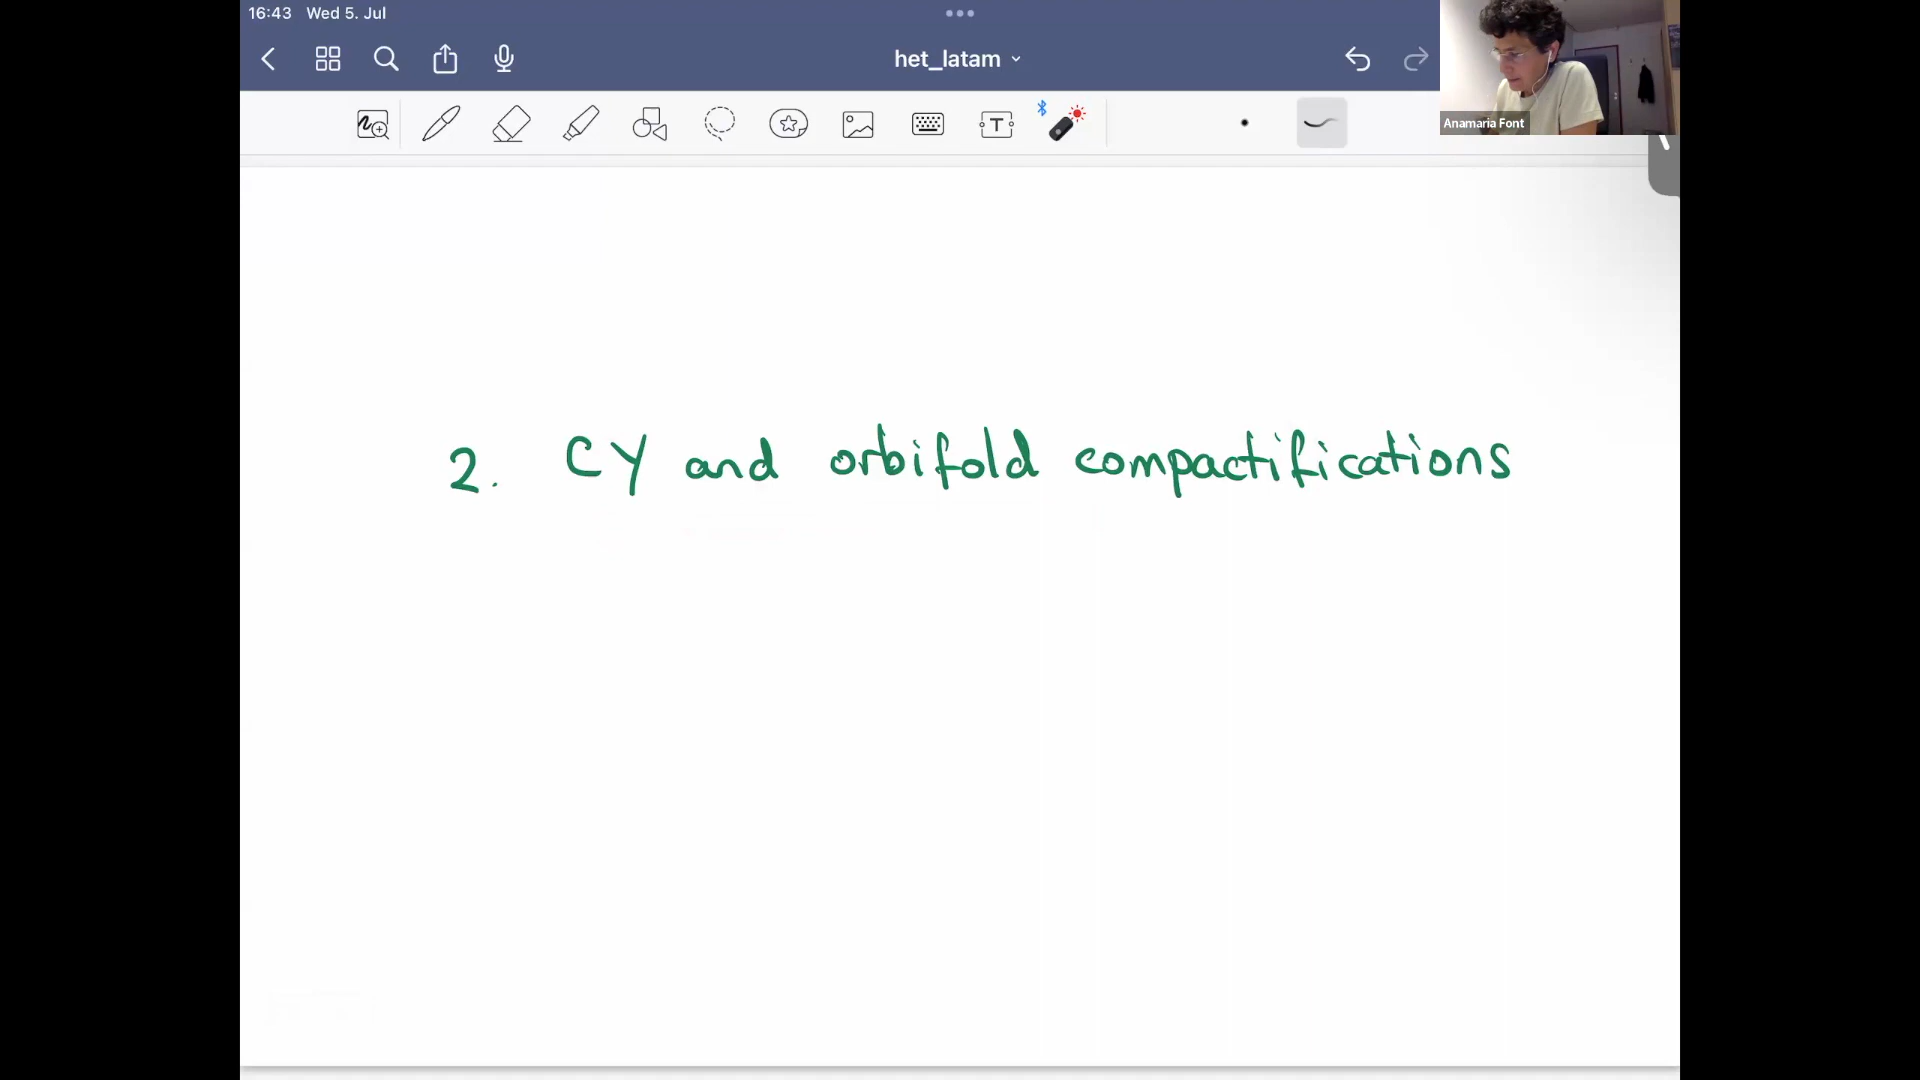 16:43 Wed 5. Jul
het_latam
T
Anamaria Font
2. CY and orbifold compactifications